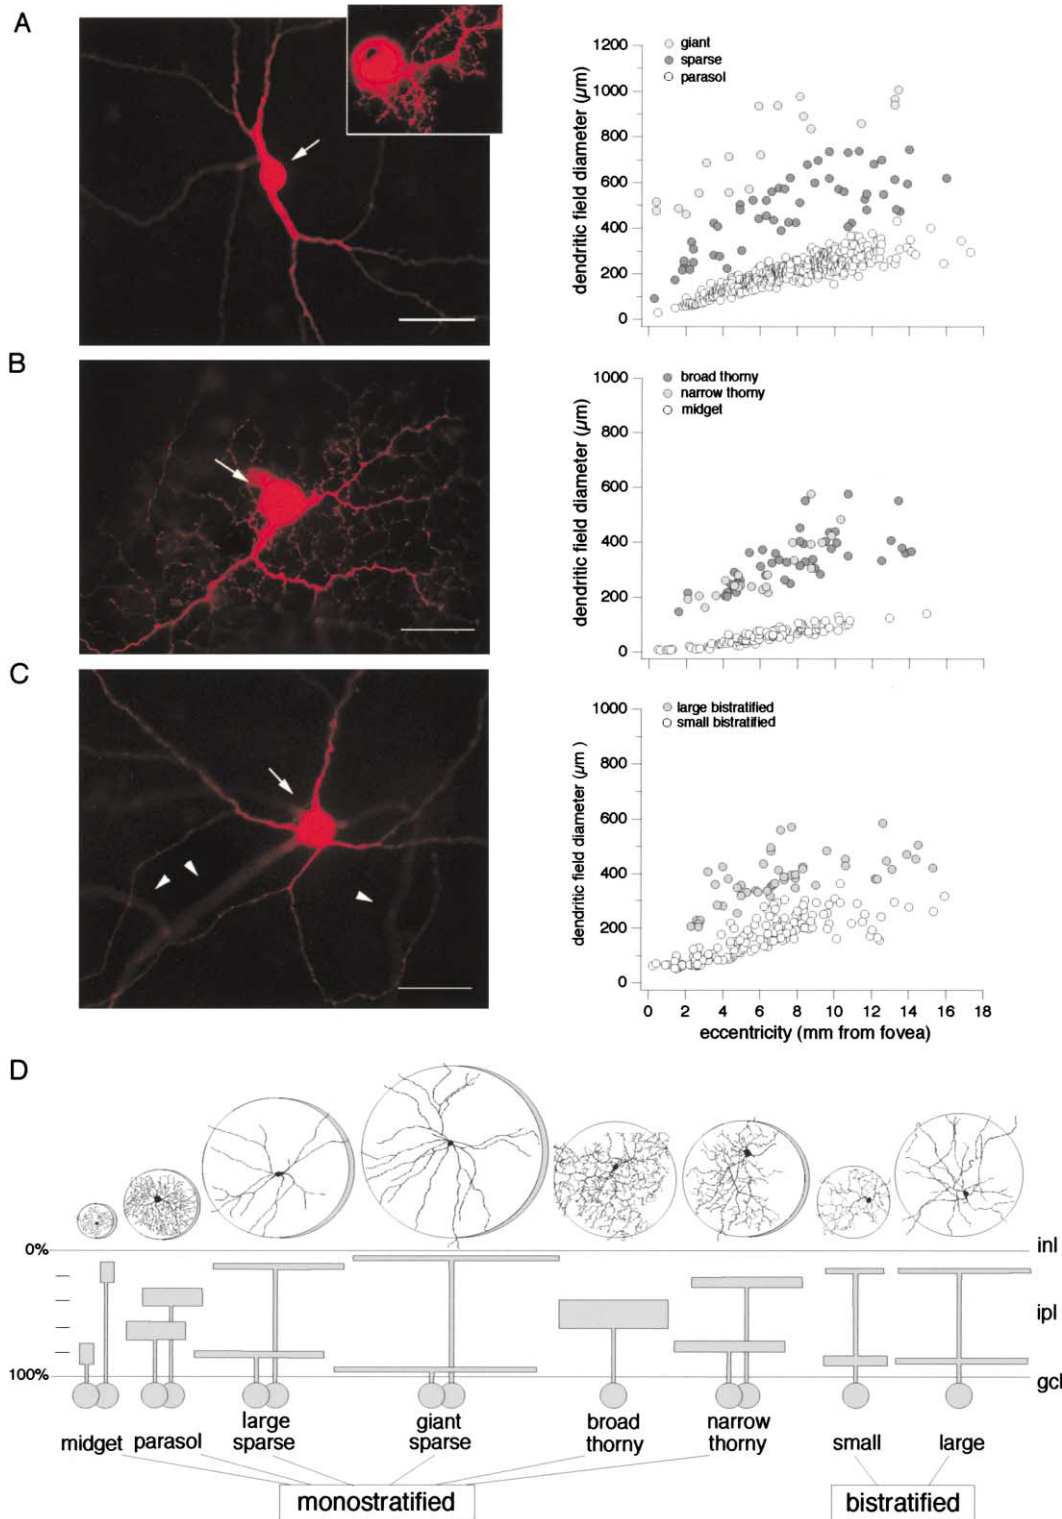 A
giant
sparse
parasol
1200
1000
800
600
400
200
0
dendritic field diameter (µm)
B
broad thorny
narrow thorny
midget
1000
800
600
400
200
0
dendritic field diameter (µm)
C
large bistratified
small bistratified
1000
800
600
400
200
0
dendritic field diameter (µm )
0 2 4 6 8 10 12 14 16 18
eccentricity (mm from fovea)
D
0%
inl
ipl
100%
gcl
midget
parasol
large
sparse
giant
sparse
broad
thorny
narrow
thorny
small
large
monostratified
bistratified